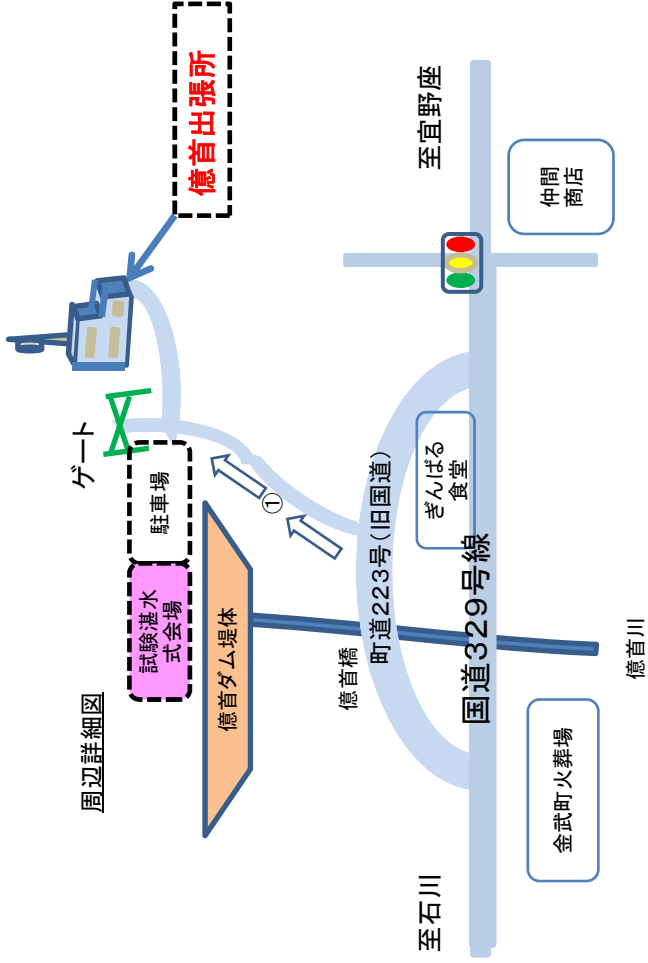 周辺詳細図
試験湛水
式会場
駐車場
ゲート
億首出張所
億首ダム堤体
①
億首橋
町道223号(旧国道)
ぎんばる
食堂
至石川
国道329号線
至宜野座
金武町火葬場
億首川
仲間
商店